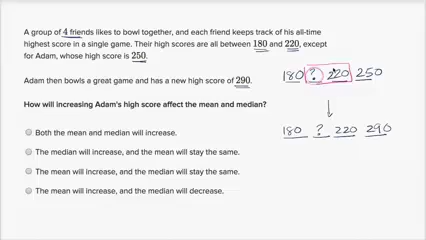 A group of 4 friends likes to bowl together, and each friend keeps track of his all-time
highest score in a single game. Their high scores are all between 180 and 220, except
for Adam, whose high score is 250.
180 ? 220 250
Adam then bowls a great game and has a new high score of 290.
How will increasing Adam's high score affect the mean and median?
180 ? 220 290
Both the mean and median will increase.
The median will increase, and the mean will stay the same.
The mean will increase, and the median will stay the same.
The mean will increase, and the median will decrease.